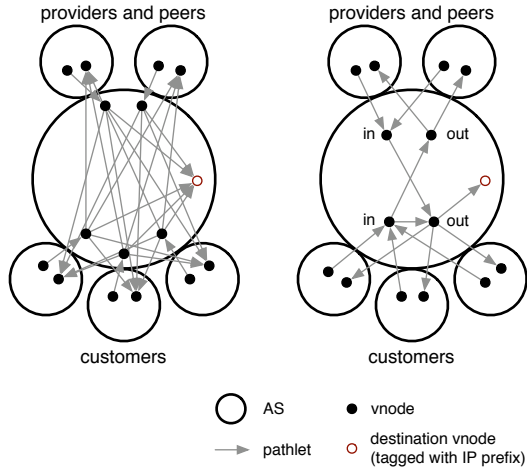 providers and peers
providers and peers
in
out
in
out
customers
customers
AS
vnode
pathlet
destination vnode
(tagged with IP prefix)